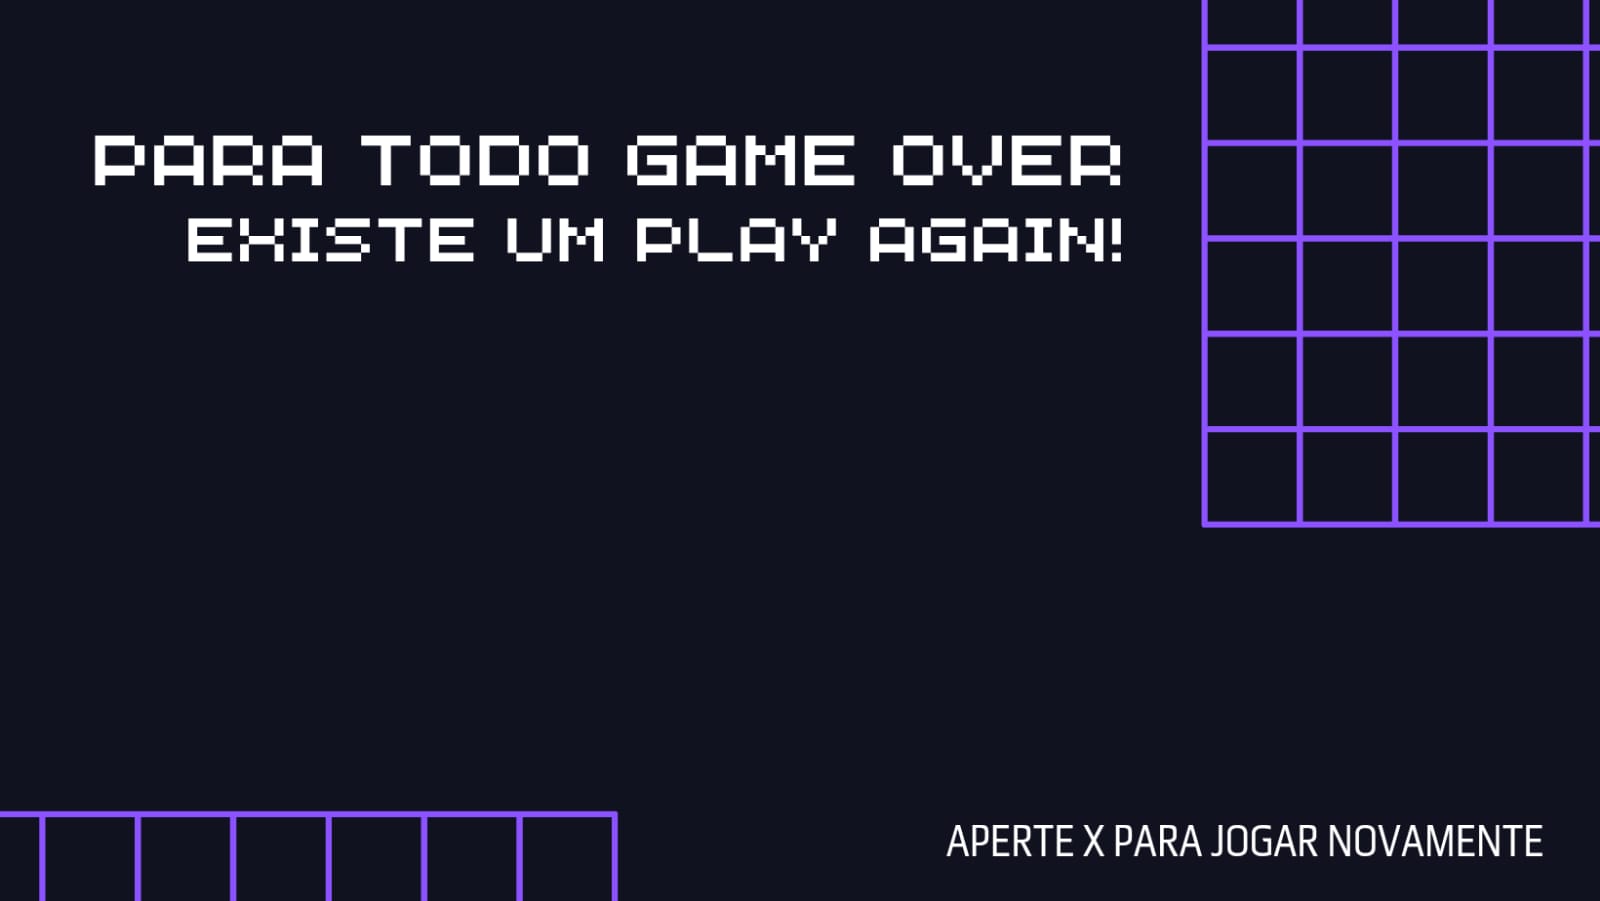 PARA TODO GAME OVER
EXISTE UM PLAY AGAIN!
APERTE X PARA JOGAR NOVAMENTE